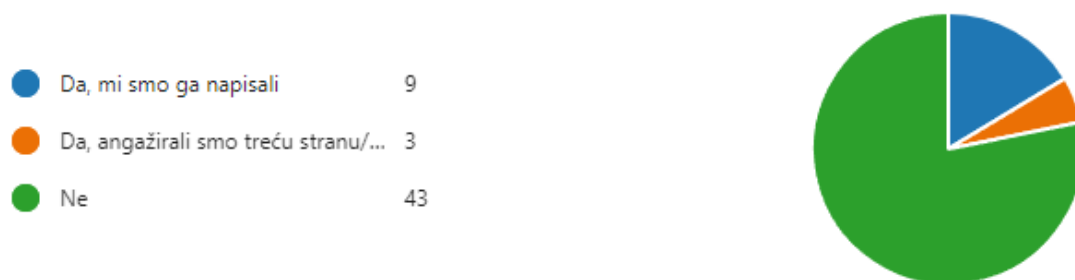 Da, mi smo ga napisali 9
Da, angažirali smo treću stranu/... 3
Ne 43